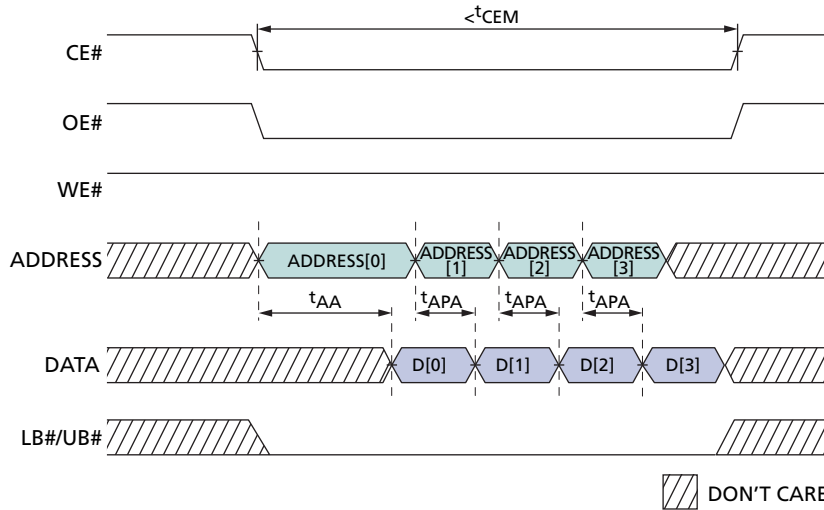 <tCEM
CE#
OE#
WE#
ADDRESS
ADDRESS[0]
ADDRESS
[1]
ADDRESS
[2]
ADDRESS
[3]
tAA
tAPA
tAPA
tAPA
DATA
D[0]
D[1]
D[2]
D[3]
LB#/UB#
DON'T CARE